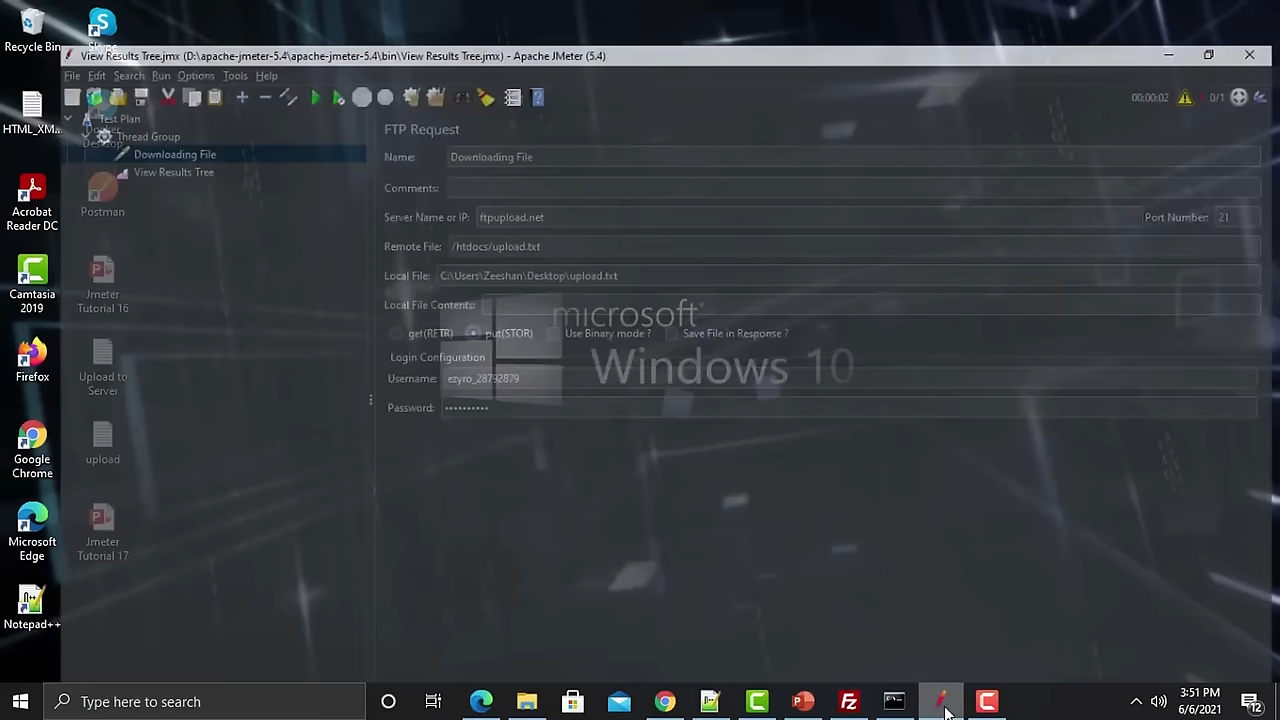 Recycle Bin
Skype
View Results Tree.jmx (D:\apache-jmeter-5.4\apache-jmeter-5.4\bin\View Results Tree.jmx) - Apache JMeter (5.4)
File Edit Search Run Options Tools Help
00:00:02 0/1
HTML_XM...
Docker
Desktop
Test Plan
Thread Group
Downloading File
View Results Tree
FTP Request
Name: Downloading File
Comments:
Server Name or IP: ftpupload.net Port Number: 21
Remote File: /htdocs/upload.txt
Local File: C:\Users\Zeeshan\Desktop\upload.txt
Local File Contents:
get(RETR) put(STOR) Use Binary mode ? Save File in Response ?
Login Configuration
Username: ezyro_28792879
Password: ••••••••••
microsoft
Windows 10
Acrobat
Reader DC
Postman
Camtasia
2019
Jmeter
Tutorial 16
Firefox
Upload to
Server
Google
Chrome
upload
Microsoft
Edge
Jmeter
Tutorial 17
Notepad++
Type here to search
3:51 PM
6/6/2021
12